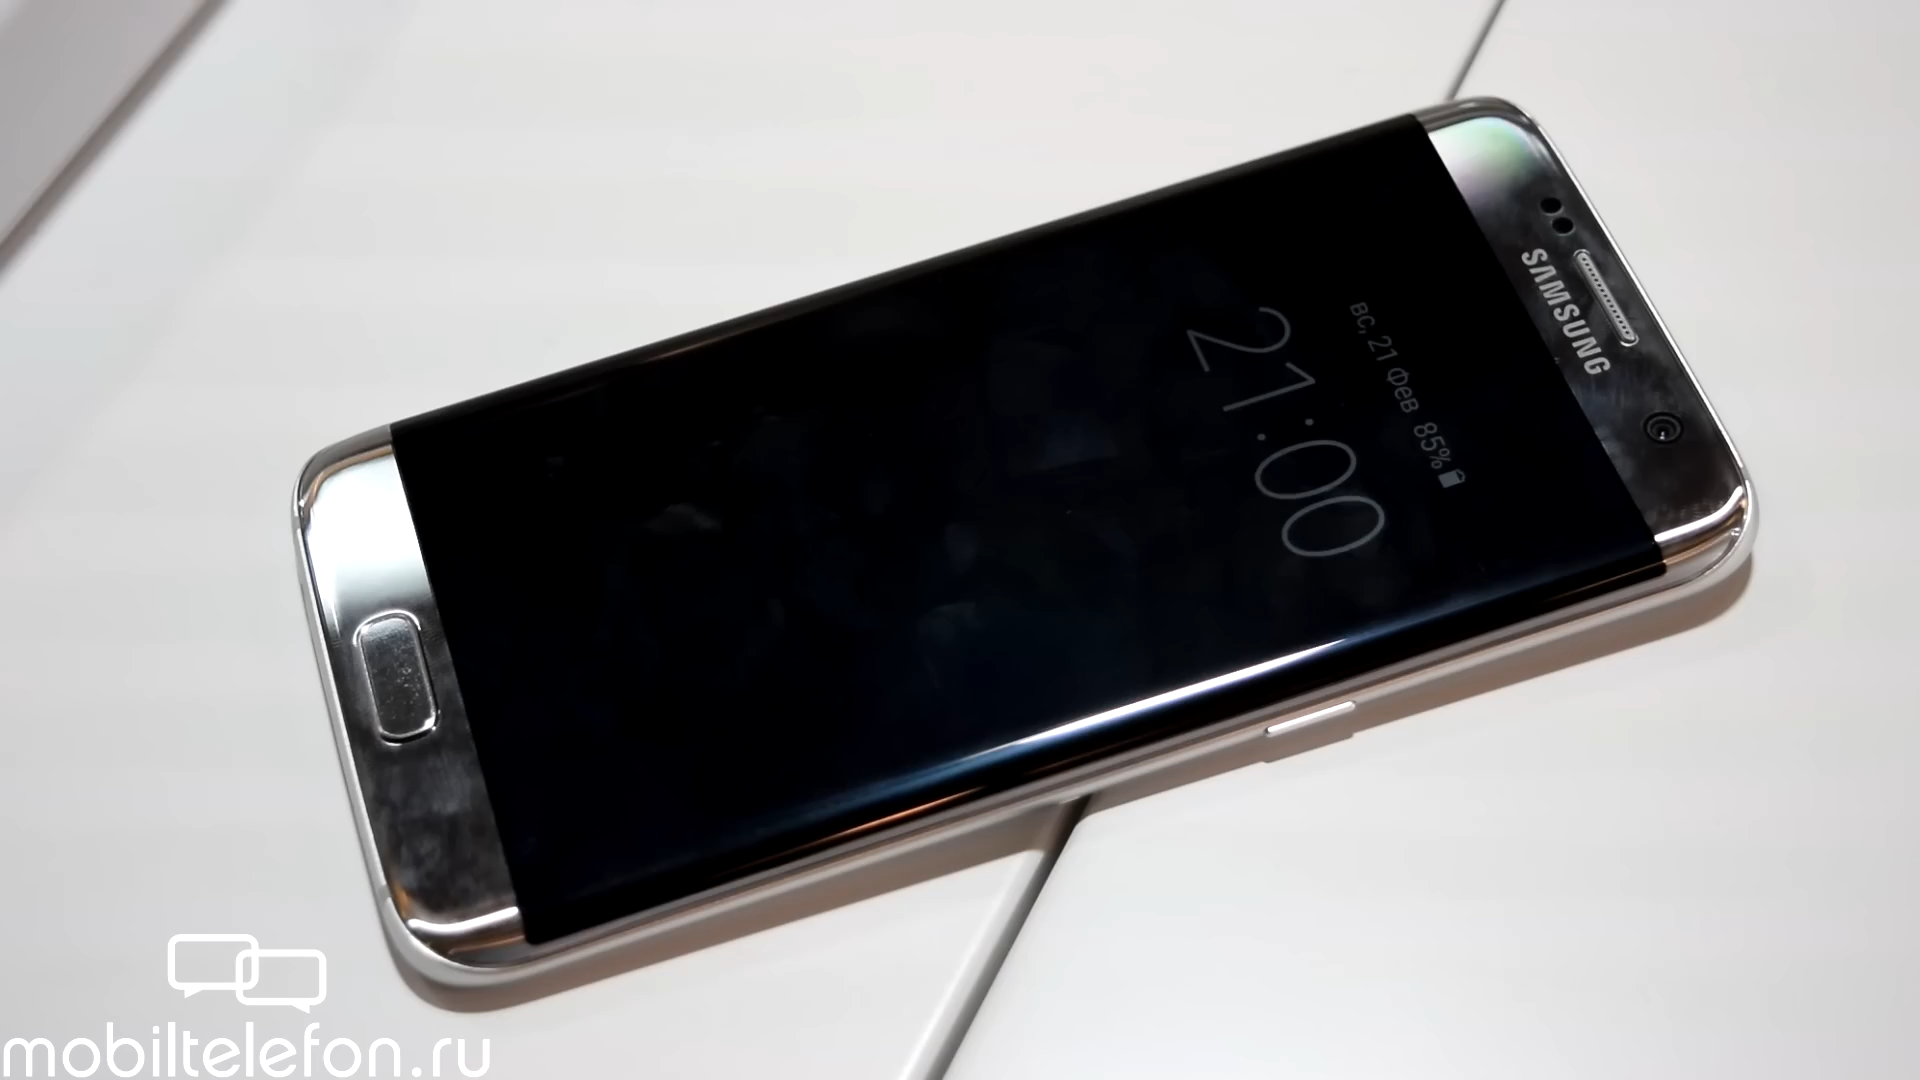 SAMSUNG
вс, 21 Фев 85%
21:00
mobiltelefon.ru